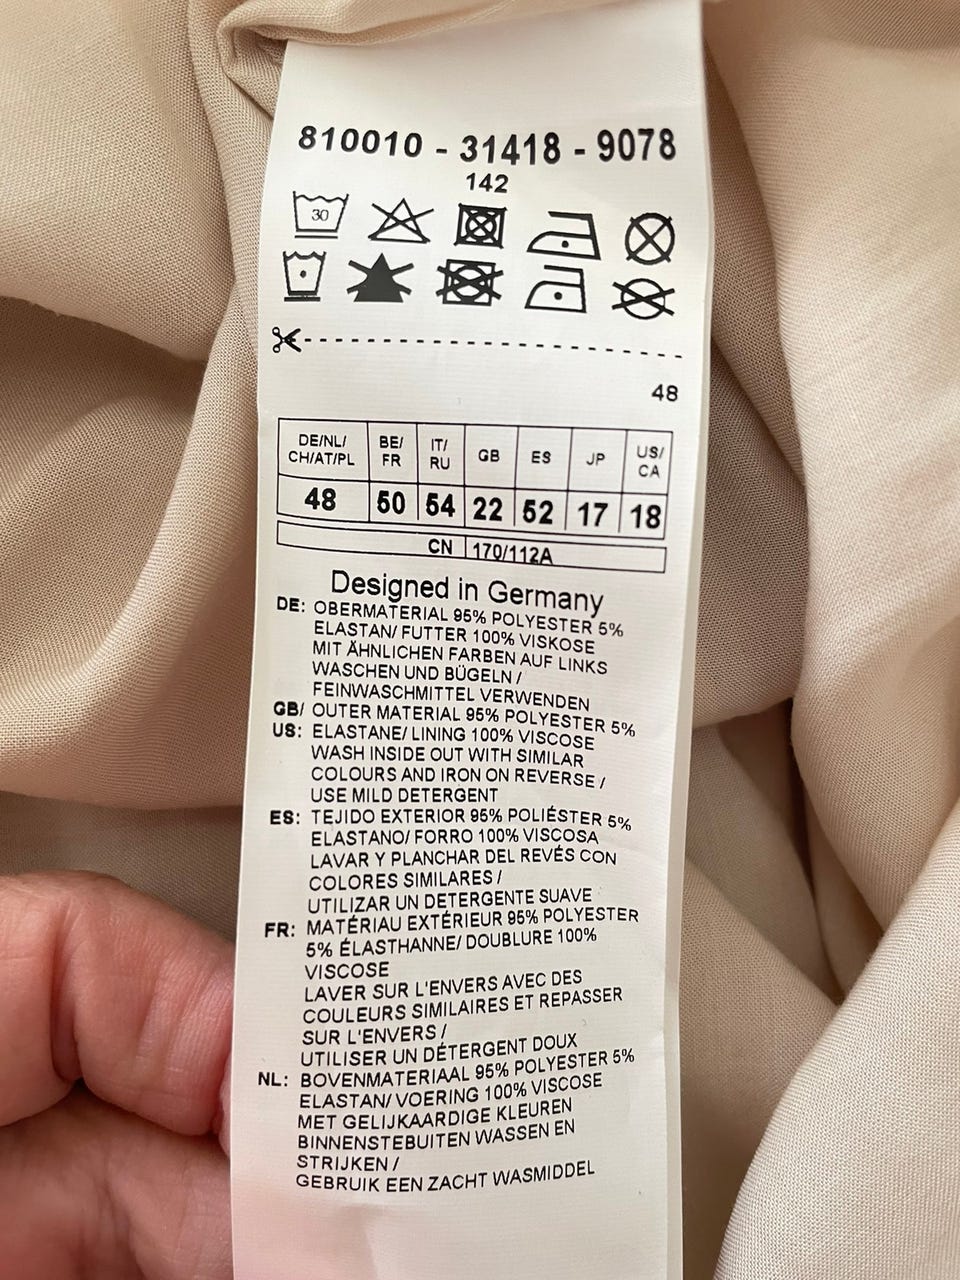 810010 - 31418 - 9078
142
30
48
DE/NL/ CH/AT/PL BE/ FR IT/ RU GB ES JP US/ CA
48 50 54 22 52 17 18
CN 170/112A
Designed in Germany
DE: OBERMATERIAL 95% POLYESTER 5%
ELASTAN/ FUTTER 100% VISKOSE
MIT ÄHNLICHEN FARBEN AUF LINKS
WASCHEN UND BÜGELN /
FEINWASCHMITTEL VERWENDEN
GB/ OUTER MATERIAL 95% POLYESTER 5%
US: ELASTANE/ LINING 100% VISCOSE
WASH INSIDE OUT WITH SIMILAR
COLOURS AND IRON ON REVERSE /
USE MILD DETERGENT
ES: TEJIDO EXTERIOR 95% POLIÉSTER 5%
ELASTANO/ FORRO 100% VISCOSA
LAVAR Y PLANCHAR DEL REVÉS CON
COLORES SIMILARES /
UTILIZAR UN DETERGENTE SUAVE
FR: MATÉRIAU EXTÉRIEUR 95% POLYESTER
5% ÉLASTHANNE/ DOUBLURE 100%
VISCOSE
LAVER SUR L'ENVERS AVEC DES
COULEURS SIMILAIRES ET REPASSER
SUR L'ENVERS /
UTILISER UN DÉTERGENT DOUX
NL: BOVENMATERIAAL 95% POLYESTER 5%
ELASTAN/ VOERING 100% VISCOSE
MET GELIJKAARDIGE KLEUREN
BINNENSTEBUITEN WASSEN EN
STRIJKEN /
GEBRUIK EEN ZACHT WASMIDDEL